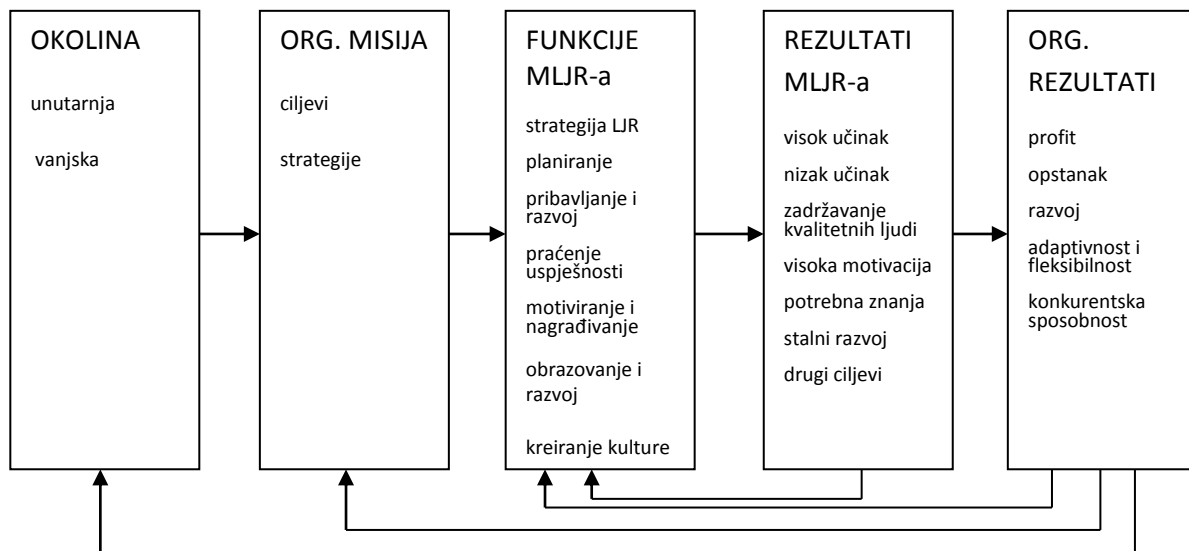 OKOLINA
unutarnja
vanjska
ORG. MISIJA
ciljevi
strategije
FUNKCIJE
MLJR-a
strategija LJR
planiranje
pribavljanje i
razvoj
praćenje
uspješnosti
motiviranje i
nagrađivanje
obrazovanje i
razvoj
kreiranje kulture
REZULTATI
MLJR-a
visok učinak
nizak učinak
zadržavanje
kvalitetnih ljudi
visoka motivacija
potrebna znanja
stalni razvoj
drugi ciljevi
ORG.
REZULTATI
profit
opstanak
razvoj
adaptivnost i
fleksibilnost
konkurentska
sposobnost